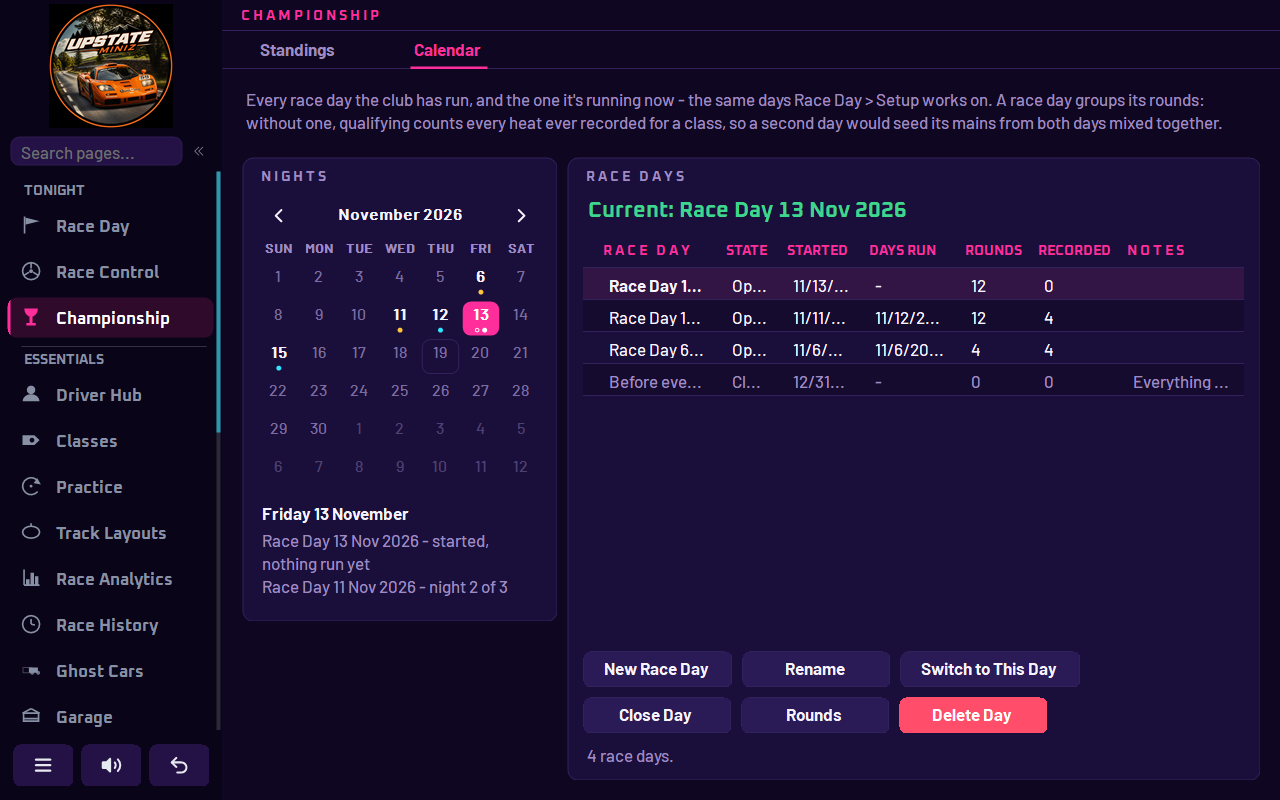 UPSTATE
MINIZ
Search pages...
«
TONIGHT
Race Day
Race Control
Championship
ESSENTIALS
Driver Hub
Classes
Practice
Track Layouts
Race Analytics
Race History
Ghost Cars
Garage
CHAMPIONSHIP
Standings Calendar
Every race day the club has run, and the one it's running now - the same days Race Day > Setup works on. A race day groups its rounds:
without one, qualifying counts every heat ever recorded for a class, so a second day would seed its mains from both days mixed together.
NIGHTS
November 2026
SUN MON TUE WED THU FRI SAT
1 2 3 4 5 6 7
8 9 10 11 12 13 14
15 16 17 18 19 20 21
22 23 24 25 26 27 28
29 30 1 2 3 4 5
6 7 8 9 10 11 12
Friday 13 November
Race Day 13 Nov 2026 - started,
nothing run yet
Race Day 11 Nov 2026 - night 2 of 3
RACE DAYS
Current: Race Day 13 Nov 2026
RACE DAY STATE STARTED DAYS RUN ROUNDS RECORDED NOTES
Race Day 1... Op... 11/13/... - 12 0
Race Day 1... Op... 11/11/... 11/12/2... 12 4
Race Day 6... Op... 11/6/... 11/6/20... 4 4
Before eve... Cl... 12/31... - 0 0 Everything ...
New Race Day Rename Switch to This Day
Close Day Rounds Delete Day
4 race days.